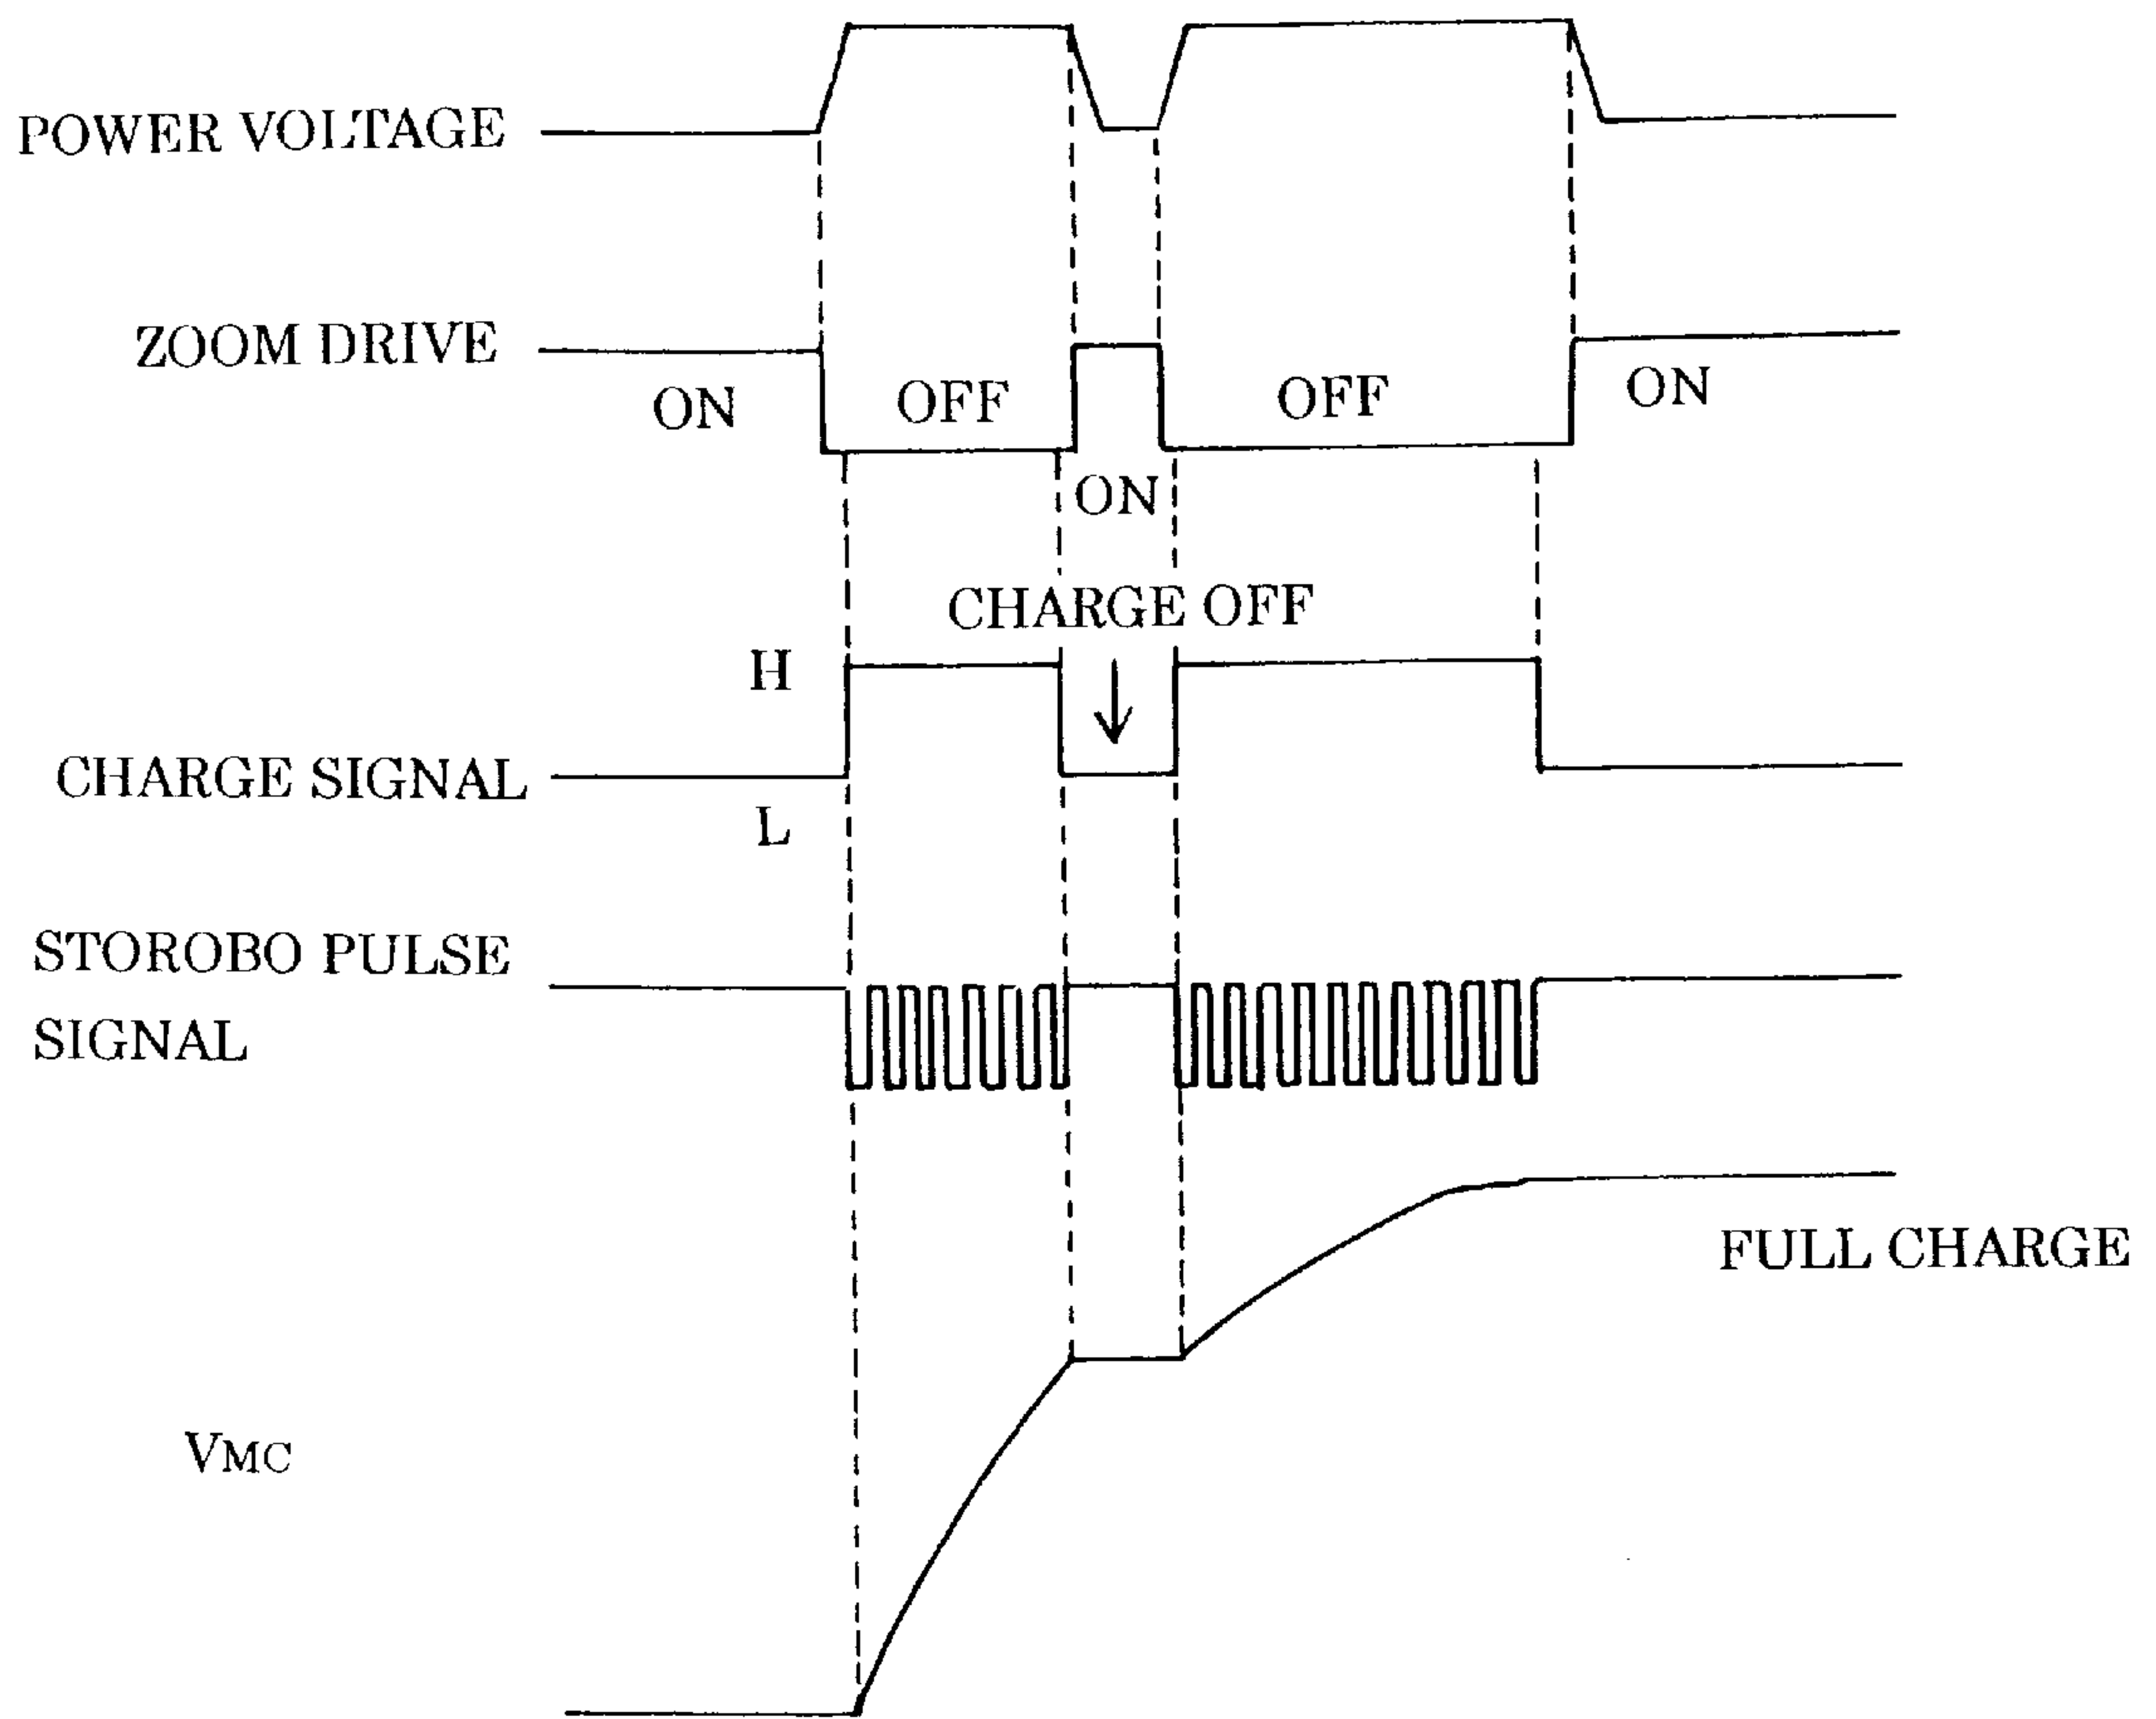 POWER VOLTAGE
ZOOM DRIVE
ON
OFF
OFF
ON
ON
CHARGE OFF
H
CHARGE SIGNAL
L
STOROBO PULSE
SIGNAL
FULL CHARGE
VMC